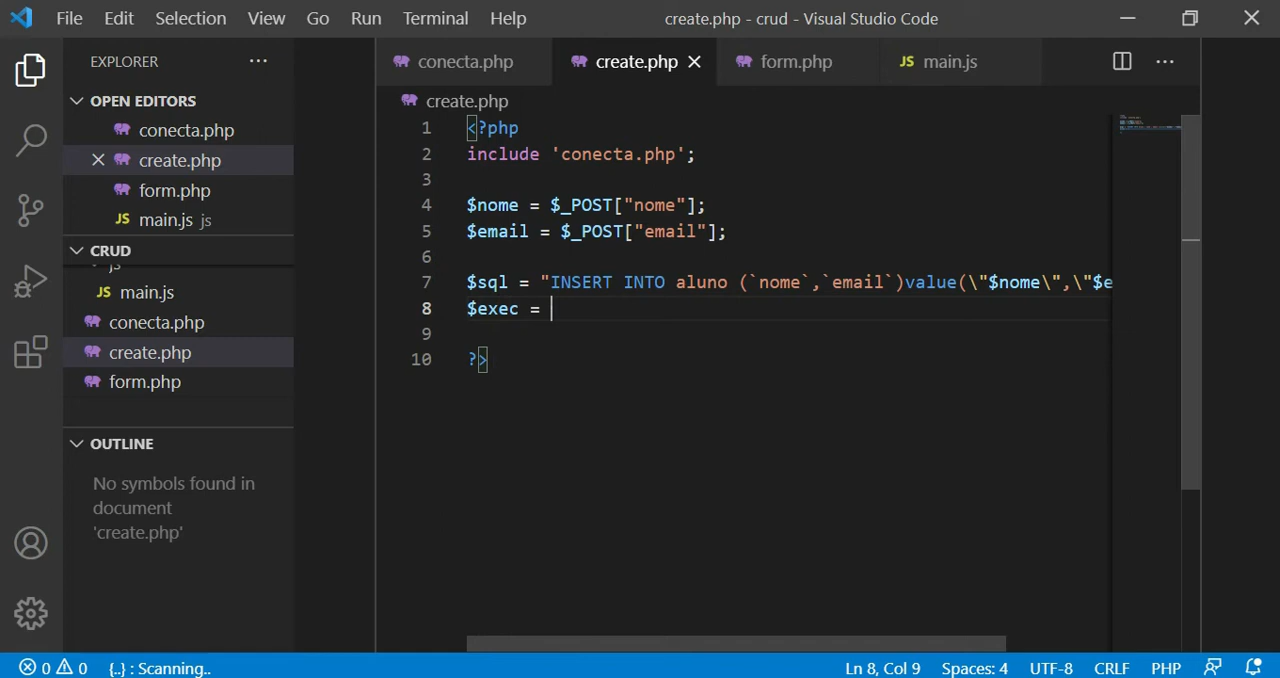 File Edit Selection View Go Run Terminal Help create.php - crud - Visual Studio Code
EXPLORER
OPEN EDITORS
conecta.php
create.php
form.php
main.js js
CRUD
js
main.js
conecta.php
create.php
form.php
OUTLINE
No symbols found in
document
'create.php'
conecta.php create.php form.php JS main.js
create.php
1 <?php
2 include 'conecta.php';
3
4 $nome = $_POST["nome"];
5 $email = $_POST["email"];
6
7 $sql = "INSERT INTO aluno (`nome`,`email`)value(\"$nome\",\"$e
8 $exec =
9
10 ?>
0 0 {..} : Scanning.. Ln 8, Col 9 Spaces: 4 UTF-8 CRLF PHP